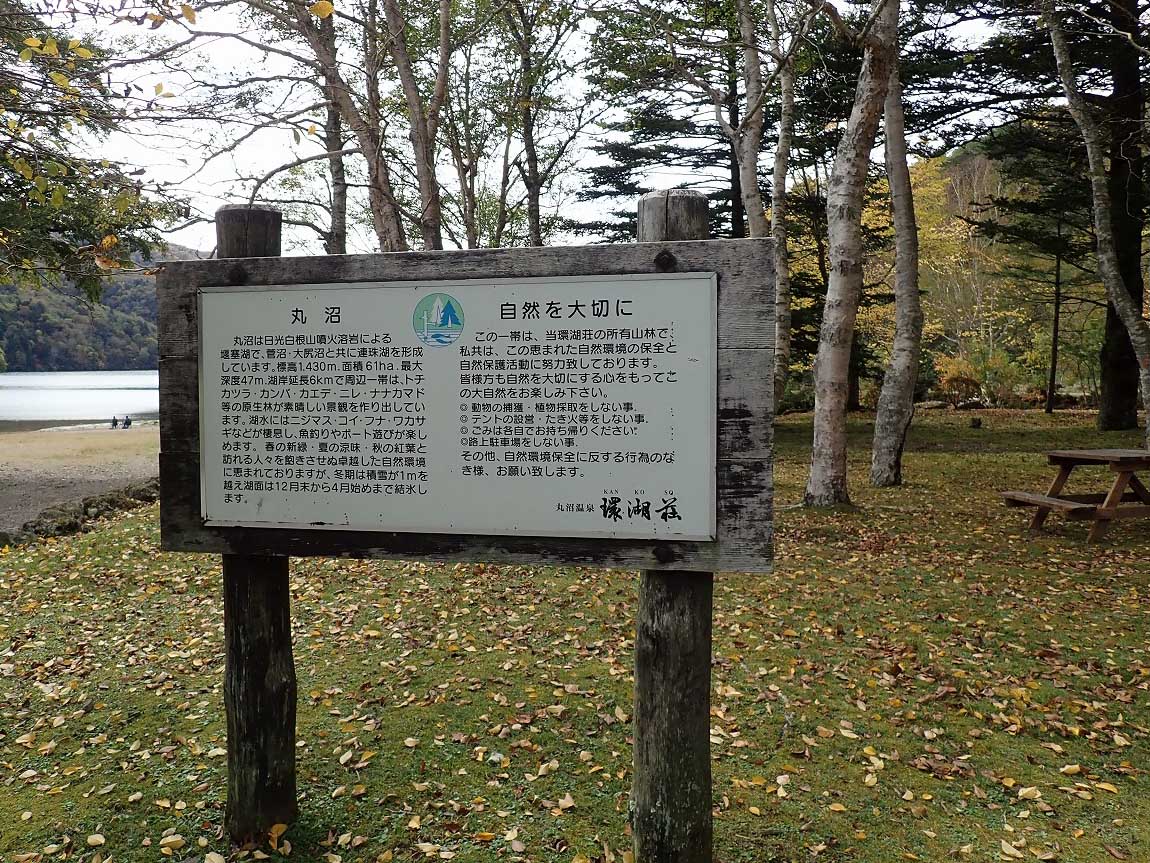 丸沼
丸沼は日光白根山噴火溶岩による
堰塞湖で、菅沼・大尻沼と共に連珠湖を形成
しています。標高1.430m. 面積61ha. 最大
深度47m. 湖岸延長6kmで周辺一帯は、トチ
カツラ・カンバ・カエデ・ニレ・ナナカマド
等の原生林が素晴しい景観を作り出してい
ます。湖水にはニジマス・コイ・フナ・ワカサ
ギなどが棲息し、魚釣りやボート遊びが楽し
めます。春の新緑・夏の涼味・秋の紅葉と
訪れる人々を飽きさせぬ卓越した自然環境
に恵まれておりますが、冬期は積雪が1mを
越え湖面は12月末から4月始めまで結氷し
ます。
自然を大切に
この一帯は、当環湖荘の所有山林で、
私共は、この恵まれた自然環境の保全と
自然保護活動に努力致しております。
皆様方も自然を大切にする心をもってこ
の大自然をお楽しみ下さい。
◎動物の捕獲・植物採取をしない事.
◎テントの設営・たき火等をしない事.
◎ごみは各自でお持ち帰りください.
◎路上駐車場をしない事.
その他、自然環境保全に反する行為のな
き様、お願い致します。
KAN KO SO
丸沼温泉 環湖荘